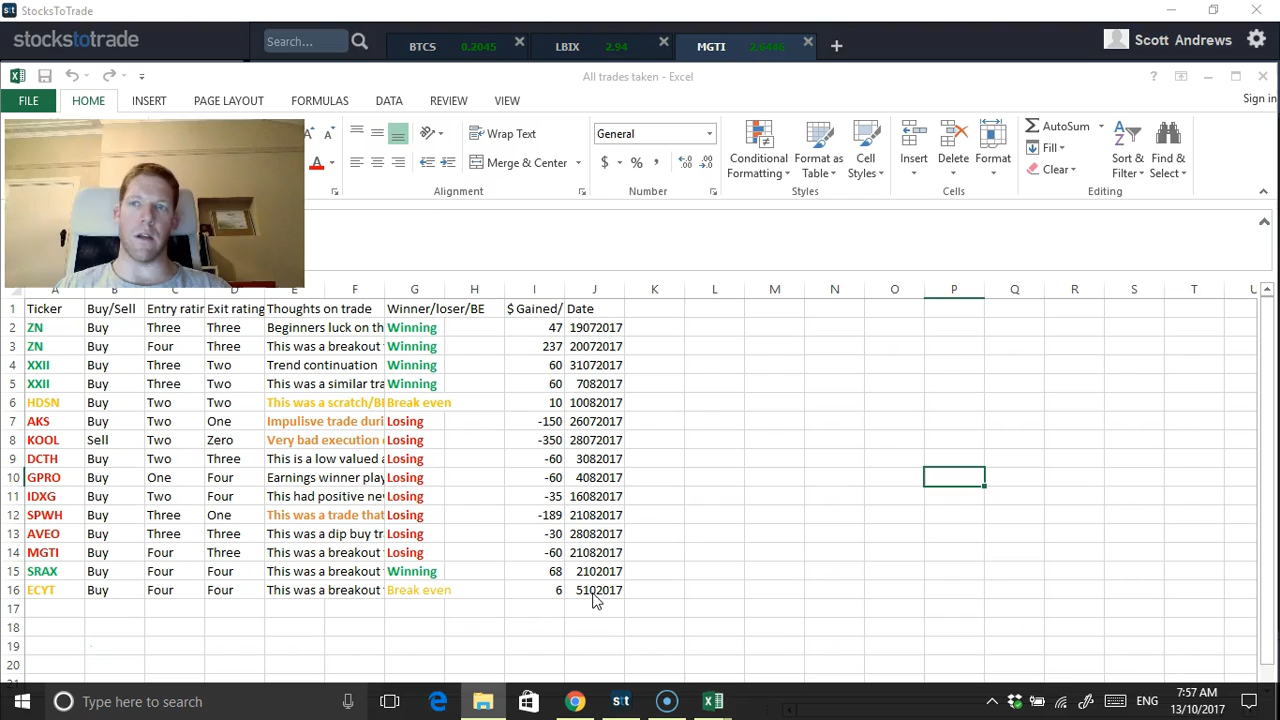 stt StocksToTrade
stockstotrade Search... BTCS 0.2045 LBIX 2.94 MGTI 2.6446 Scott Andrews
All trades taken - Excel
Sign in
FILE HOME INSERT PAGE LAYOUT FORMULAS DATA REVIEW VIEW
Wrap Text General AutoSum
Merge & Center Conditional Formatting Format as Table Cell Styles Insert Delete Format Fill Clear Sort & Filter Find & Select
Alignment Number Styles Cells Editing
A B C D E F G H I J K L M N O P Q R S T U
1 Ticker Buy/Sell Entry ratin Exit rating Thoughts on trade Winner/loser/BE $ Gained/ Date
2 ZN Buy Three Three Beginners luck on th Winning 47 19072017
3 ZN Buy Four Three This was a breakout Winning 237 20072017
4 XXII Buy Three Two Trend continuation Winning 60 31072017
5 XXII Buy Three Two This was a similar tra Winning 60 7082017
6 HDSN Buy Two Two This was a scratch/BE Break even 10 10082017
7 AKS Buy Two One Impulisve trade duri Losing -150 26072017
8 KOOL Sell Two Zero Very bad execution Losing -350 28072017
9 DCTH Buy Two Three This is a low valued a Losing -60 3082017
10 GPRO Buy One Four Earnings winner play Losing -60 4082017
11 IDXG Buy Two Four This had positive nev Losing -35 16082017
12 SPWH Buy Three One This was a trade that Losing -189 21082017
13 AVEO Buy Three Three This was a dip buy tr Losing -30 28082017
14 MGTI Buy Four Three This was a breakout Losing -60 21082017
15 SRAX Buy Four Four This was a breakout Winning 68 2102017
16 ECYT Buy Four Four This was a breakout Break even 6 5102017
17
18
19
20
21
Type here to search stt ENG 7:57 AM
13/10/2017